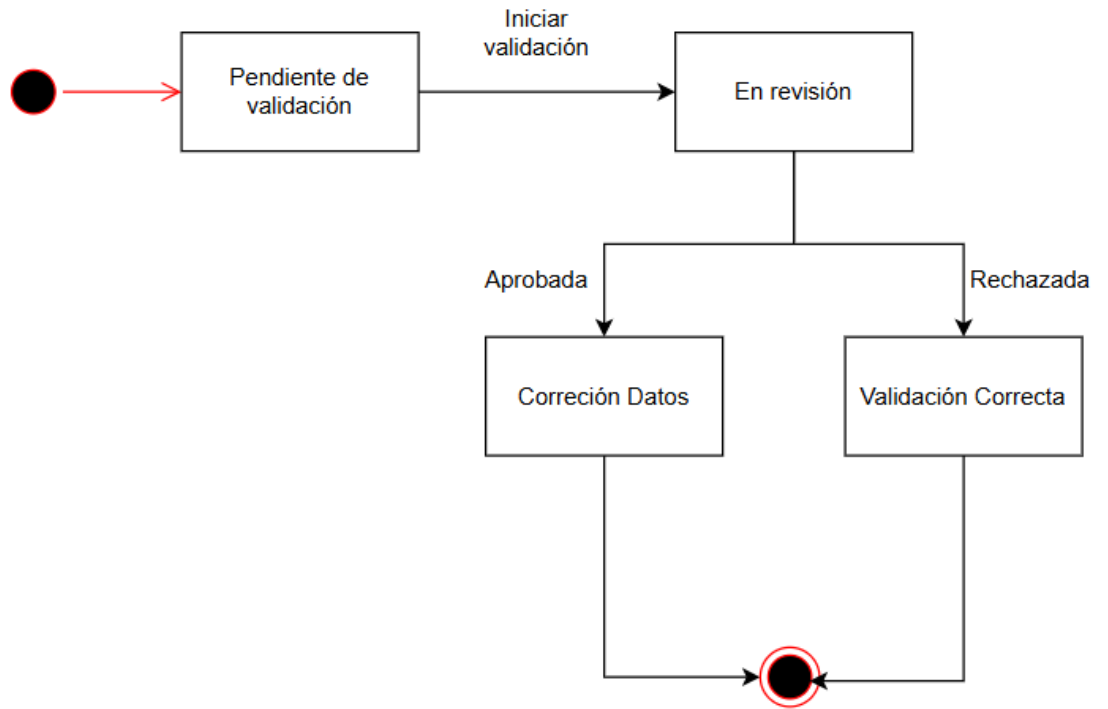 Iniciar
validación
Pendiente de
validación
En revisión
Aprobada
Rechazada
Correción Datos
Validación Correcta